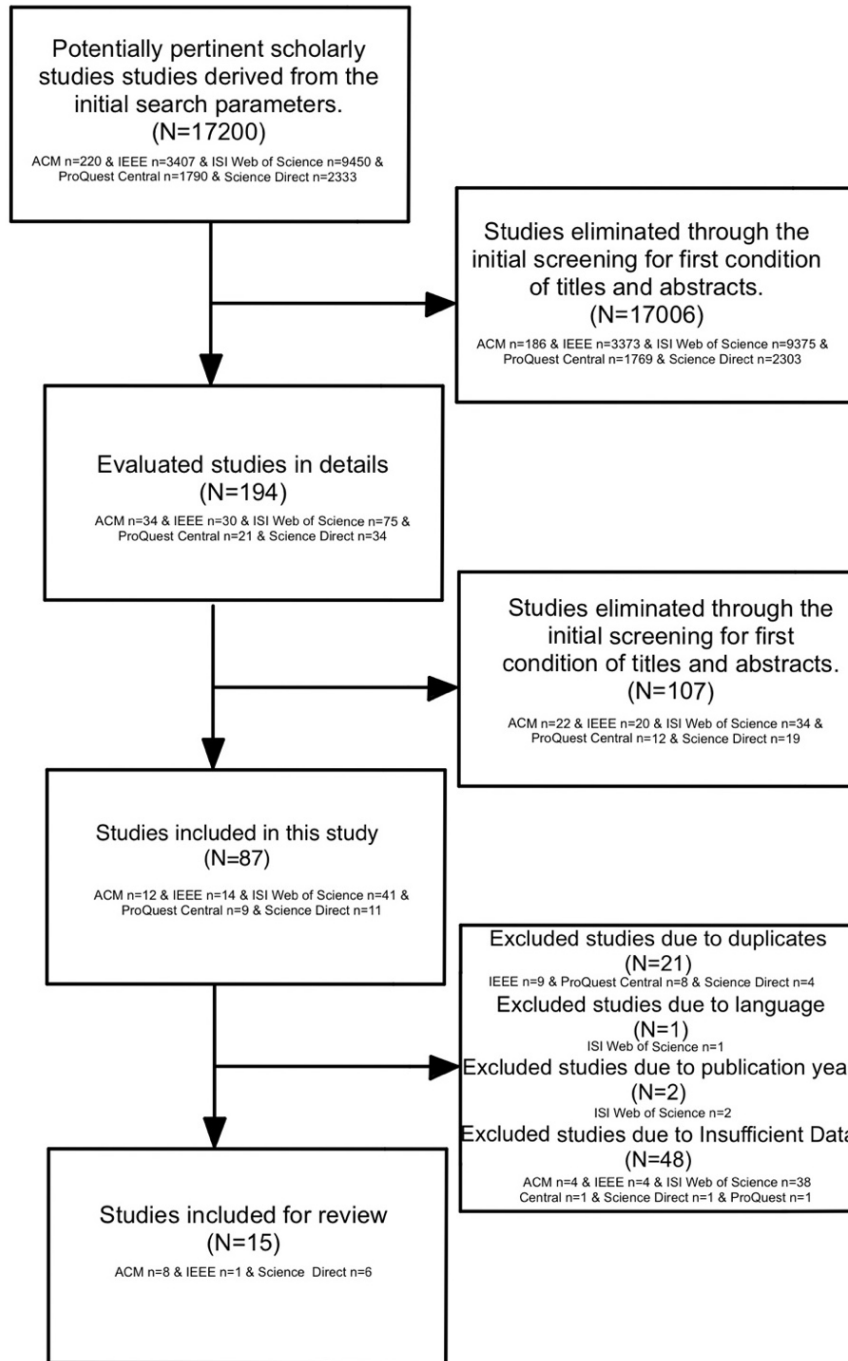 Potentially pertinent scholarly
studies studies derived from the
initial search parameters.
(N=17200)
ACM n=220 & IEEE n=3407 & ISI Web of Science n=9450 &
ProQuest Central n=1790 & Science Direct n=2333
Studies eliminated through the
initial screening for first condition
of titles and abstracts.
(N=17006)
ACM n=186 & IEEE n=3373 & ISI Web of Science n=9375 &
ProQuest Central n=1769 & Science Direct n=2303
Evaluated studies in details
(N=194)
ACM n=34 & IEEE n=30 & ISI Web of Science n=75 &
ProQuest Central n=21 & Science Direct n=34
Studies eliminated through the
initial screening for first
condition of titles and abstracts.
(N=107)
ACM n=22 & IEEE n=20 & ISI Web of Science n=34 &
ProQuest Central n=12 & Science Direct n=19
Studies included in this study
(N=87)
ACM n=12 & IEEE n=14 & ISI Web of Science n=41 &
ProQuest Central n=9 & Science Direct n=11
Excluded studies due to duplicates
(N=21)
IEEE n=9 & ProQuest Central n=8 & Science Direct n=4
Excluded studies due to language
(N=1)
ISI Web of Science n=1
Excluded studies due to publication yea
(N=2)
ISI Web of Science n=2
Excluded studies due to Insufficient Data
(N=48)
ACM n=4 & IEEE n=4 & ISI Web of Science n=38
Central n=1 & Science Direct n=1 & ProQuest n=1
Studies included for review
(N=15)
ACM n=8 & IEEE n=1 & Science Direct n=6